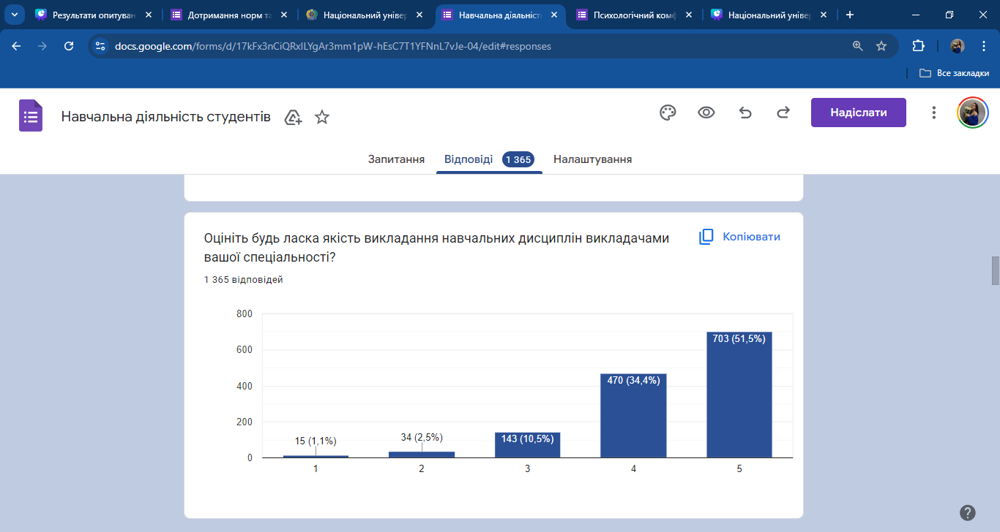 Результати опитуван
Дотримання норм та
Національний універ
Навчальна діяльність
Психологічний комф
Національний універ
docs.google.com/forms/d/17kFx3nCiQRxILYgAr3mm1pW-hEsC7T1YFNnL7vJe-04/edit#responses
Все закладки
Навчальна діяльність студентів
Надіслати
Запитання
Відповіді 1 365
Налаштування
Оцініть будь ласка якість викладання навчальних дисциплін викладачами
вашої спеціальності?
Копіювати
1 365 відповідей
800
600
400
200
0
15 (1,1%)
34 (2,5%)
143 (10,5%)
470 (34,4%)
703 (51,5%)
1
2
3
4
5